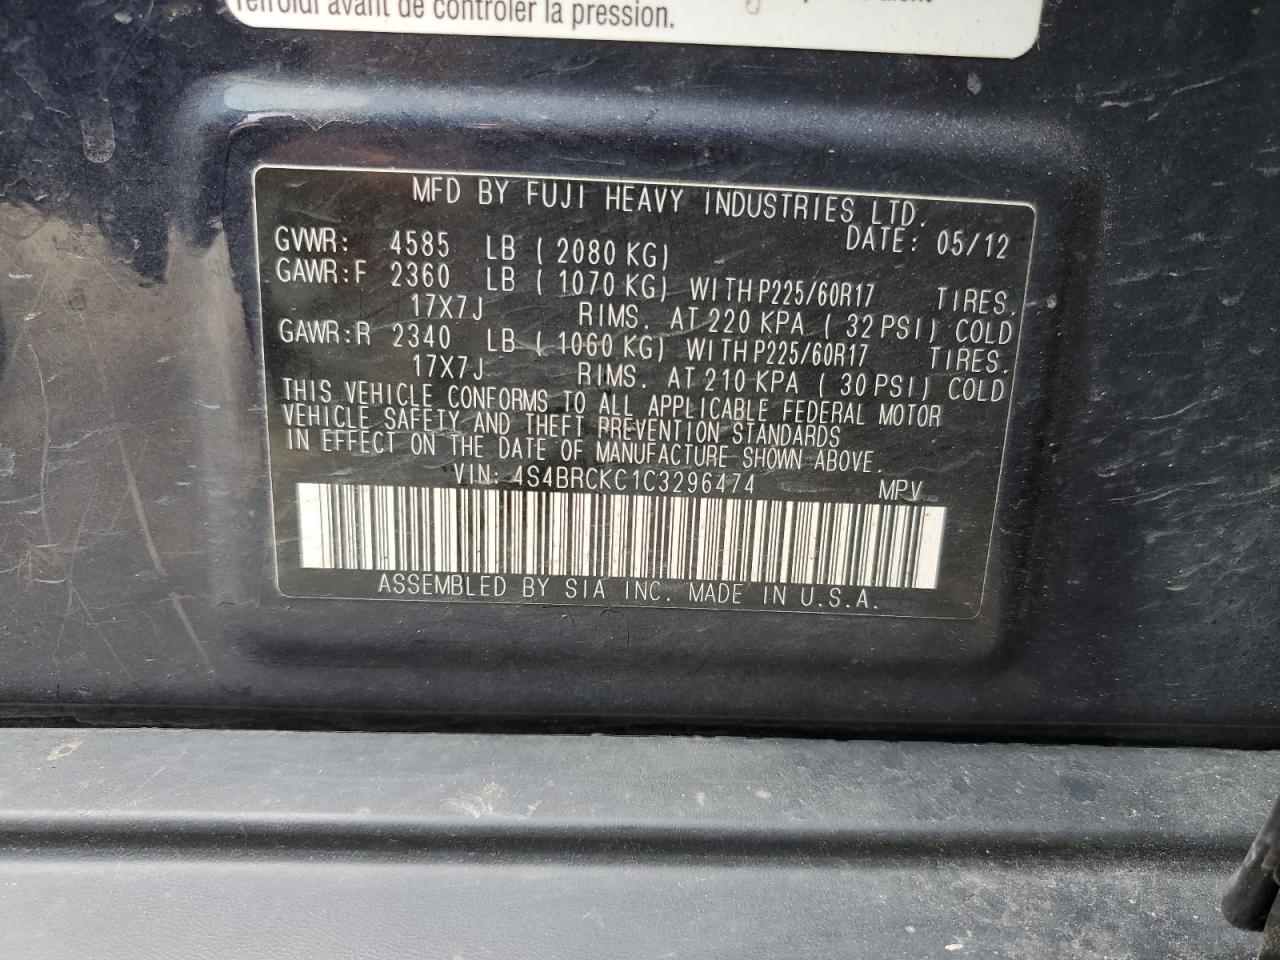 refroidi avant de contrôler la pression.
MFD BY FUJI HEAVY INDUSTRIES LTD.
DATE: 05/12
GVWR: 4585 LB ( 2080 KG)
GAWR:F 2360 LB ( 1070 KG) WITH P225/60R17 TIRES.
17X7J RIMS. AT 220 KPA ( 32 PSI) COLD
GAWR:R 2340 LB ( 1060 KG) WITH P225/60R17 TIRES.
17X7J RIMS. AT 210 KPA ( 30 PSI) COLD
THIS VEHICLE CONFORMS TO ALL APPLICABLE FEDERAL MOTOR
VEHICLE SAFETY AND THEFT PREVENTION STANDARDS
IN EFFECT ON THE DATE OF MANUFACTURE SHOWN ABOVE.
VIN: 4S4BRCKC1C3296474 MPV
ASSEMBLED BY SIA INC. MADE IN U.S.A.